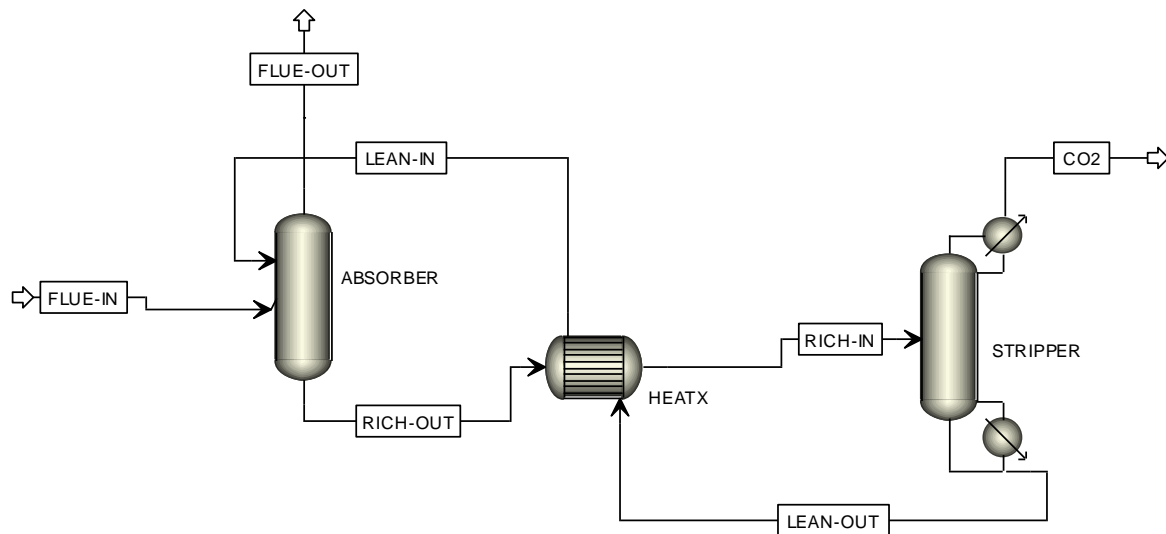 FLUE-OUT
LEAN-IN
CO2
ABSORBER
FLUE-IN
RICH-IN
STRIPPER
HEATX
RICH-OUT
LEAN-OUT